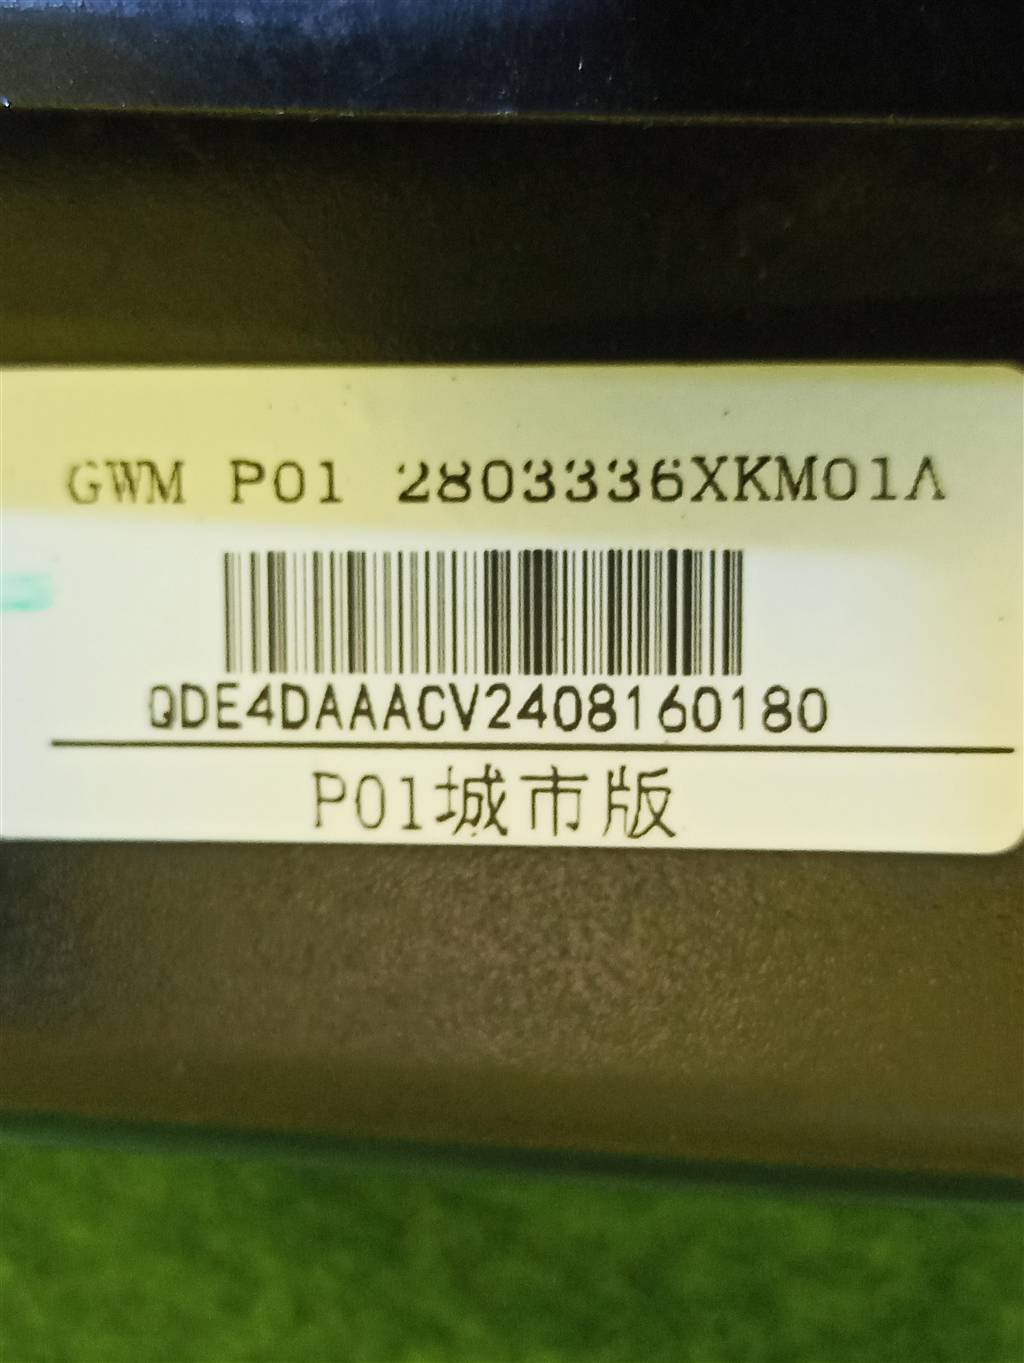 GWM P01 2803336XKM01A
QDE4DAAACV2408160180
P01城市版